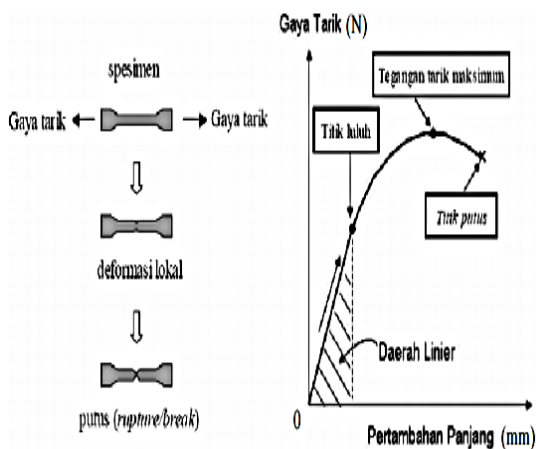 spesimen
Gaya tarik
Gaya tarik
deformasi lokal
putus (rupture/break)
Gaya Tarik (N)
Tegangan tarik maksimum
Titik luluh
Titik putus
Daerah Linier
0
Pertambahan Panjang (mm)